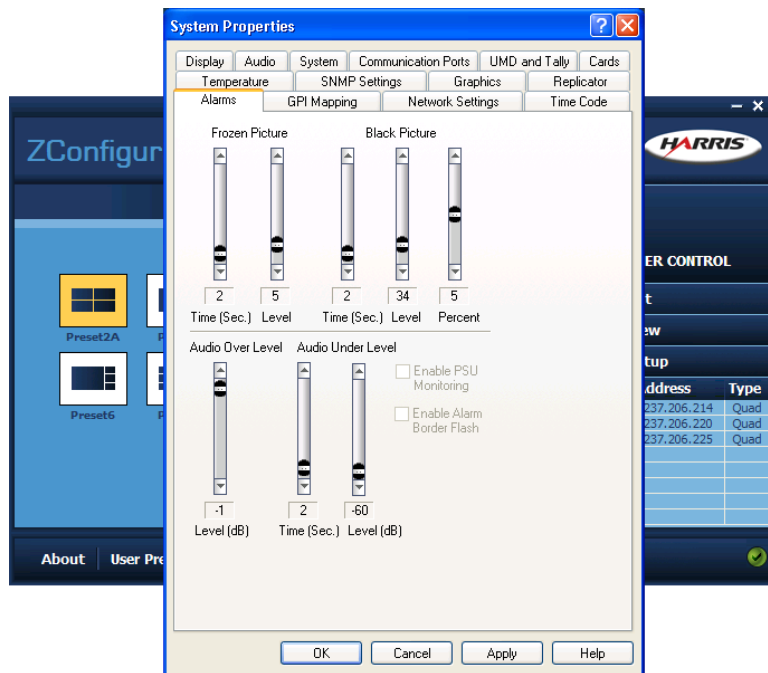 System Properties
Display Audio System Communication Ports UMD and Tally Cards
Temperature SNMP Settings Graphics Replicator
Alarms GPI Mapping Network Settings Time Code
Frozen Picture Black Picture
2 5 2 34 5
Time (Sec.) Level Time (Sec.) Level Percent
Audio Over Level Audio Under Level
Enable PSU
Monitoring
Enable Alarm
Border Flash
-1 2 -60
Level (dB) Time (Sec.) Level (dB)
OK Cancel Apply Help
ZConfigur
Preset2A
Preset6
About User Pre
HARRIS
ER CONTROL
t
ew
tup
ddress Type
237.206.214 Quad
237.206.220 Quad
237.206.225 Quad